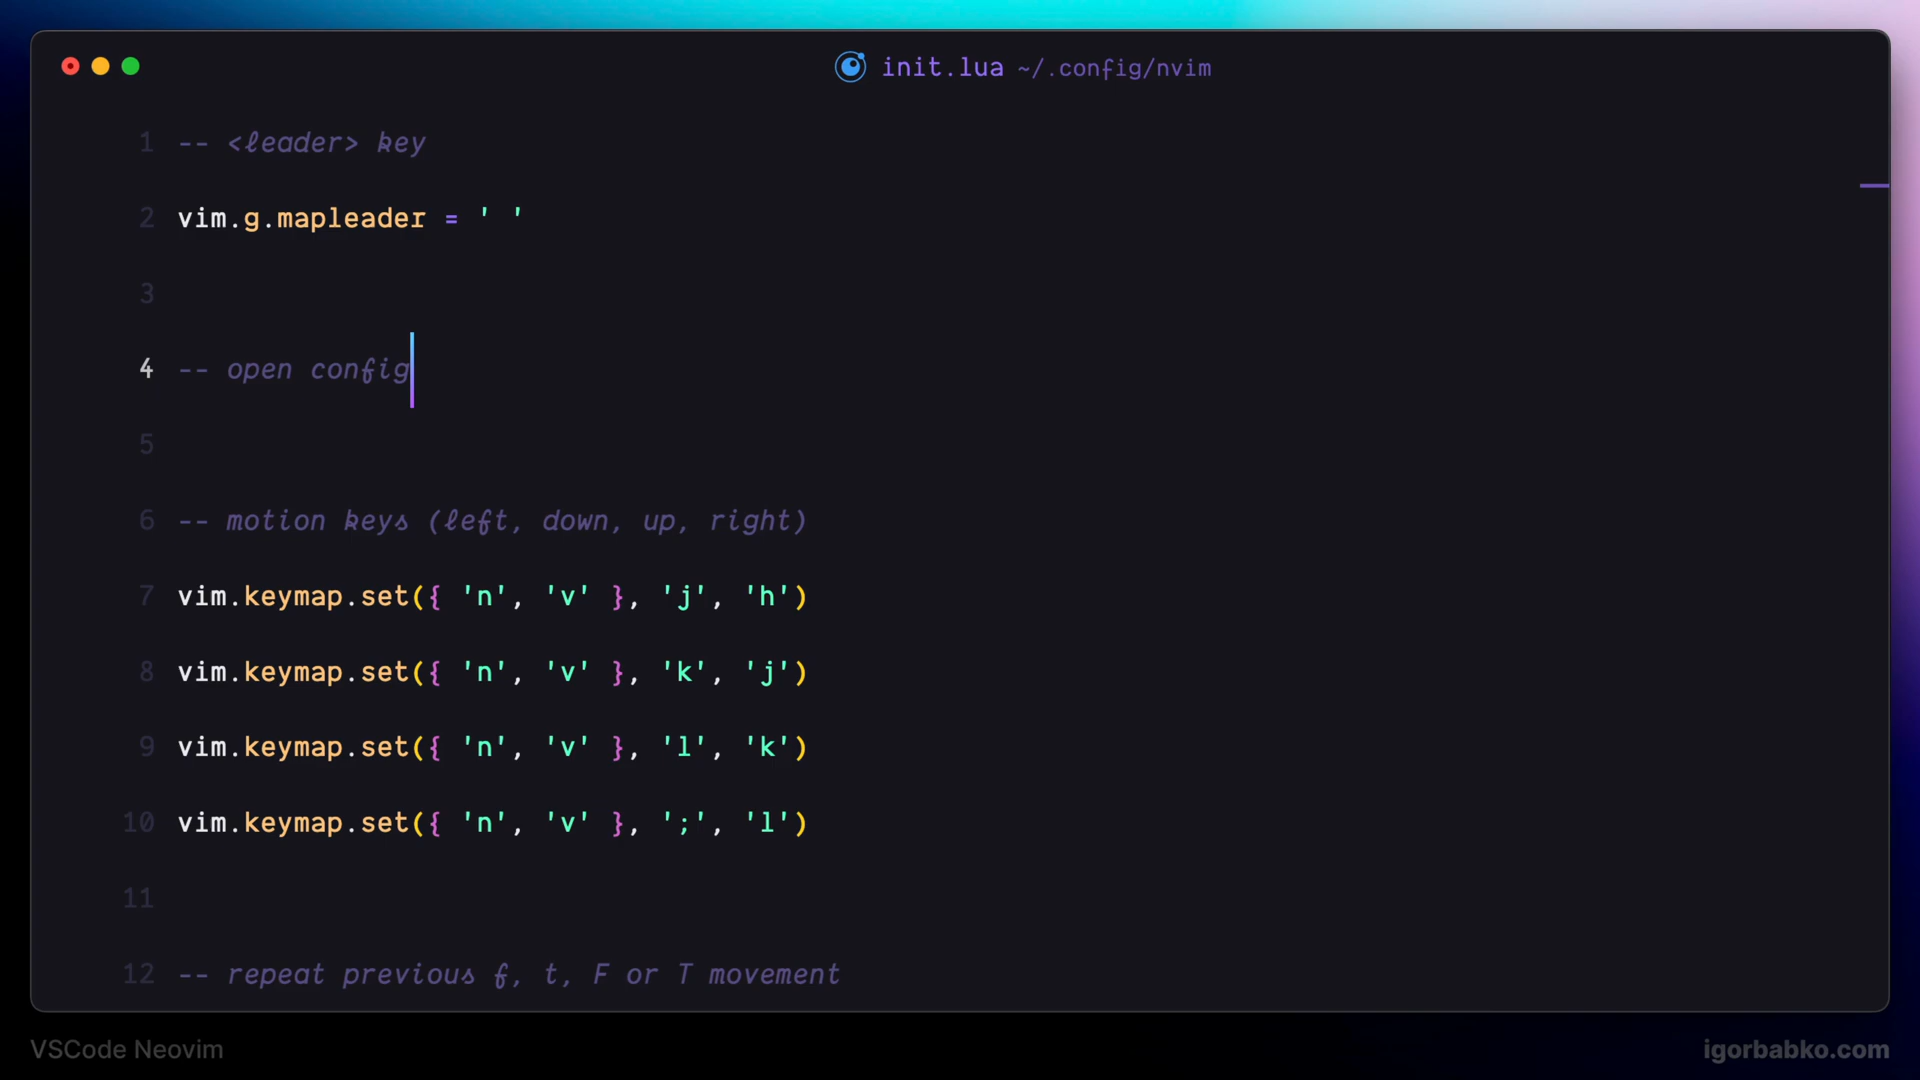 init.lua ~/.config/nvim
1 -- <leader> key
2 vim.g.mapleader = ' '
3
4 -- open config
5
6 -- motion keys (left, down, up, right)
7 vim.keymap.set({ 'n', 'v' }, 'j', 'h')
8 vim.keymap.set({ 'n', 'v' }, 'k', 'j')
9 vim.keymap.set({ 'n', 'v' }, 'l', 'k')
10 vim.keymap.set({ 'n', 'v' }, ';', 'l')
11
12 -- repeat previous f, t, F or T movement
VSCode Neovim
igorbabko.com